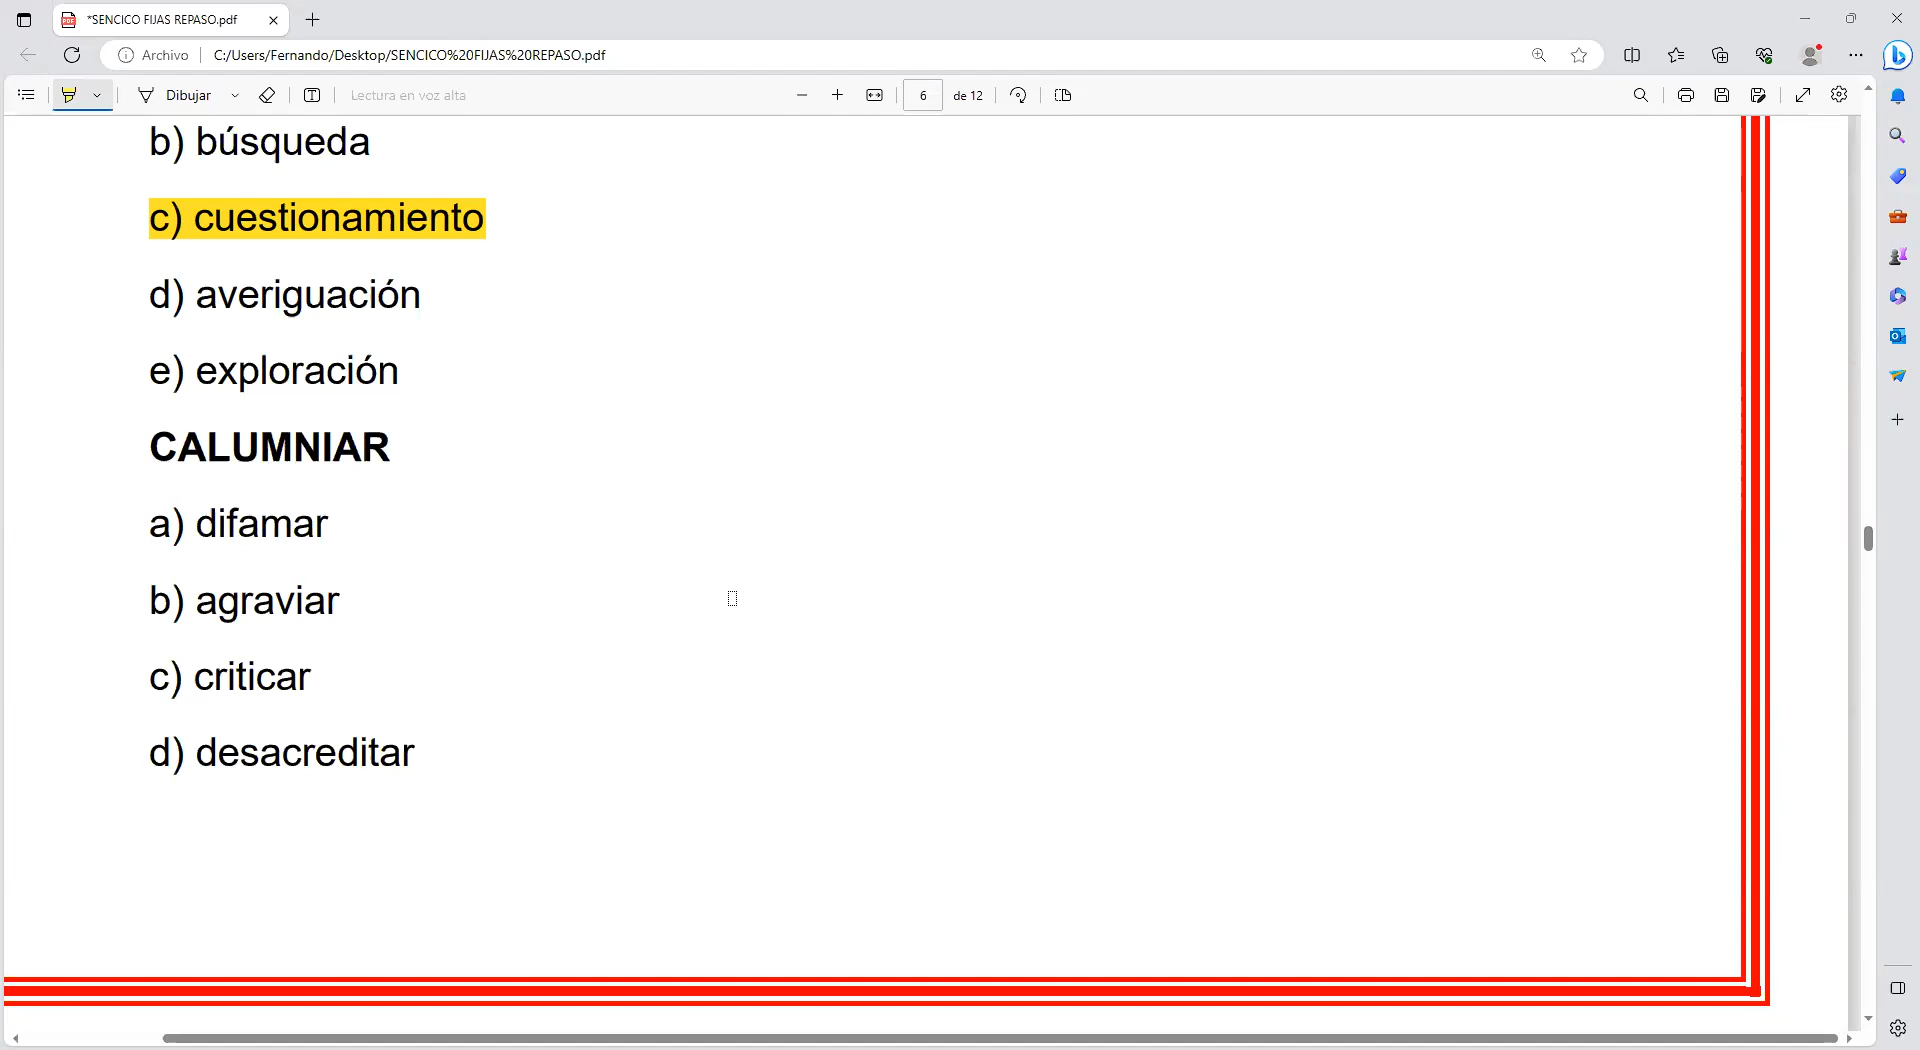 *SENCICO FIJAS REPASO.pdf
Archivo
C:/Users/Fernando/Desktop/SENCICO%20FIJAS%20REPASO.pdf
Dibujar
Lectura en voz alta
6
de 12
b) búsqueda
c) cuestionamiento
d) averiguación
e) exploración
CALUMNIAR
a) difamar
b) agraviar
c) criticar
d) desacreditar